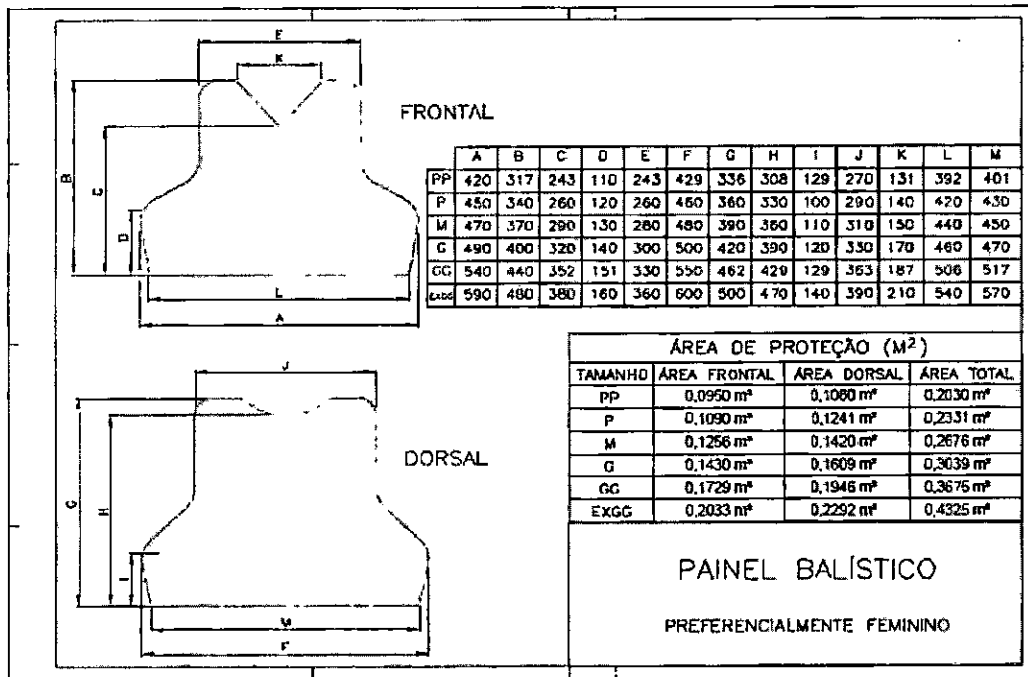 E
K
FRONTAL
B
C
D
L
A
A B C D E F G H I J K L M
PP 420 317 243 110 243 429 336 308 129 270 131 392 401
P 450 340 260 120 260 460 360 330 100 290 140 420 430
M 470 370 290 130 280 480 390 360 110 310 150 440 450
G 490 400 320 140 300 500 420 390 120 330 170 460 470
GG 540 440 352 151 330 550 462 429 129 363 187 506 517
EXGG 590 480 380 160 360 600 500 470 140 390 210 540 570
J
DORSAL
G
H
I
M
F
ÁREA DE PROTEÇÃO (M²)
TAMANHO ÁREA FRONTAL ÁREA DORSAL ÁREA TOTAL
PP 0,0950 m² 0,1080 m² 0,2030 m²
P 0,1090 m² 0,1241 m² 0,2331 m²
M 0,1256 m² 0,1420 m² 0,2676 m²
G 0,1430 m² 0,1609 m² 0,3039 m²
GG 0,1729 m² 0,1946 m² 0,3675 m²
EXGG 0,2033 m² 0,2292 m² 0,4325 m²
PAINEL BALÍSTICO
PREFERENCIALMENTE FEMININO